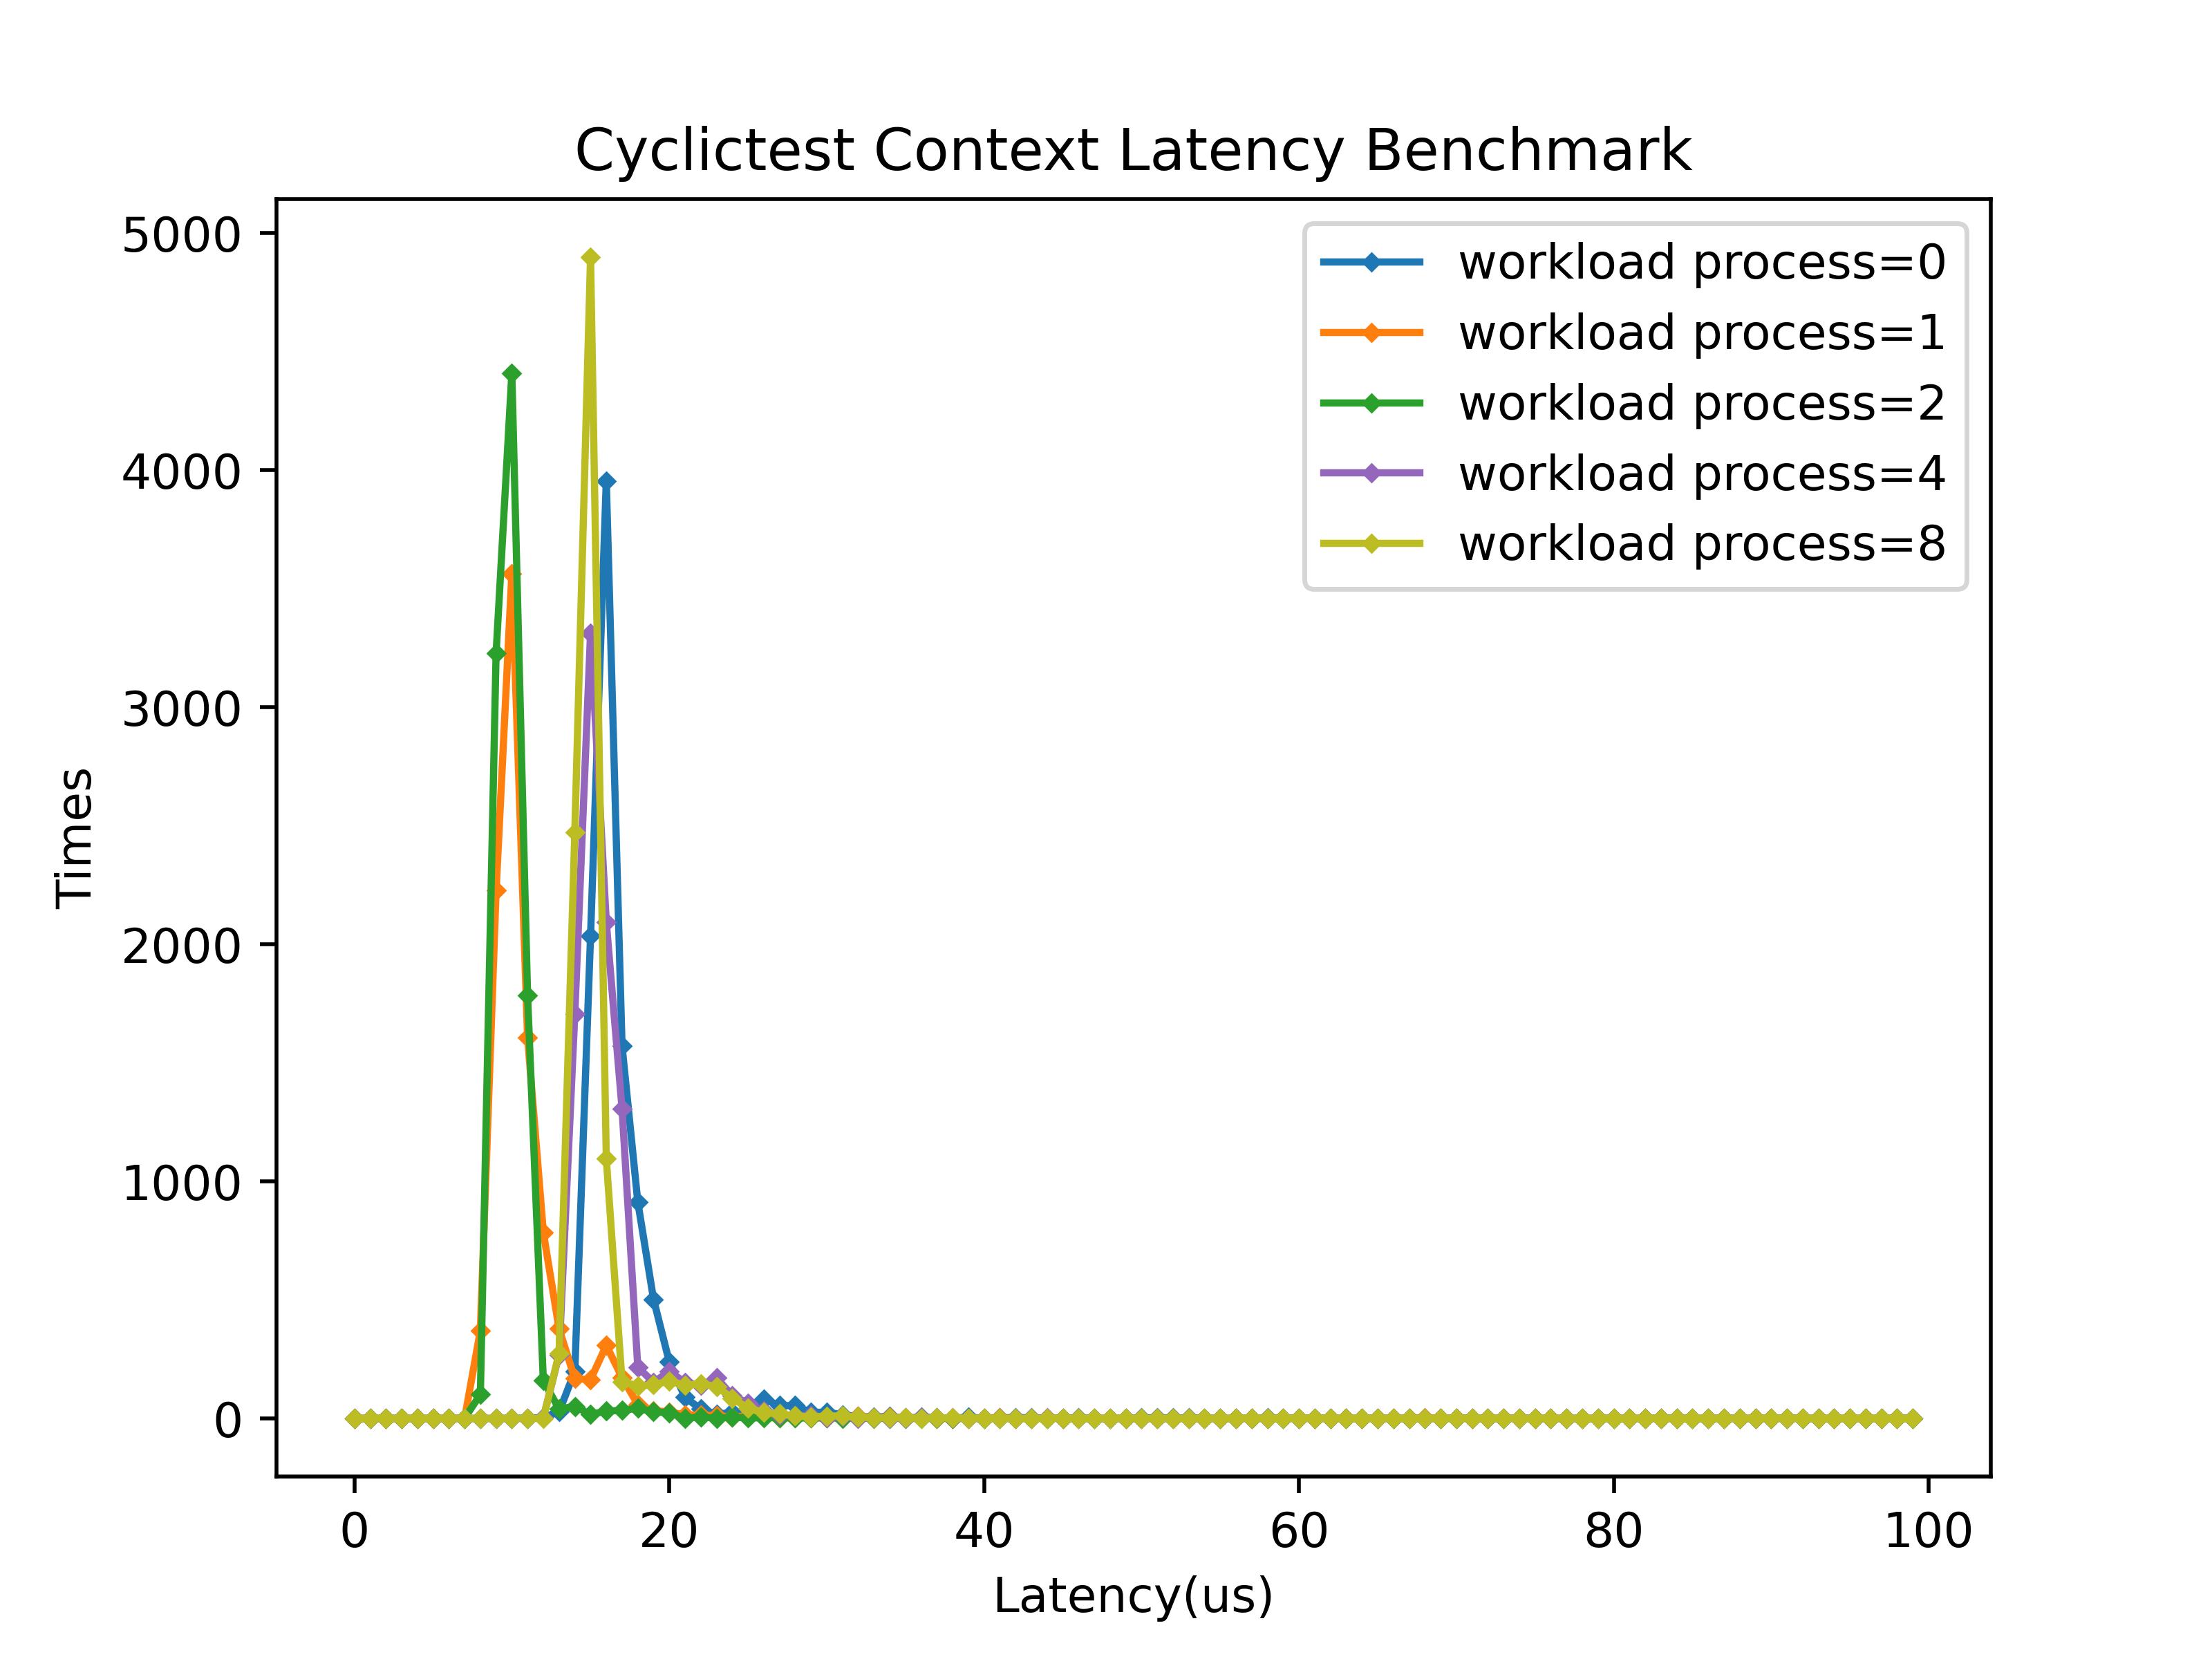 Cyclictest Context Latency Benchmark
5000
4000
3000
2000
1000
0
Times
workload process=0
workload process=1
workload process=2
workload process=4
workload process=8
0 20 40 60 80 100
Latency(us)